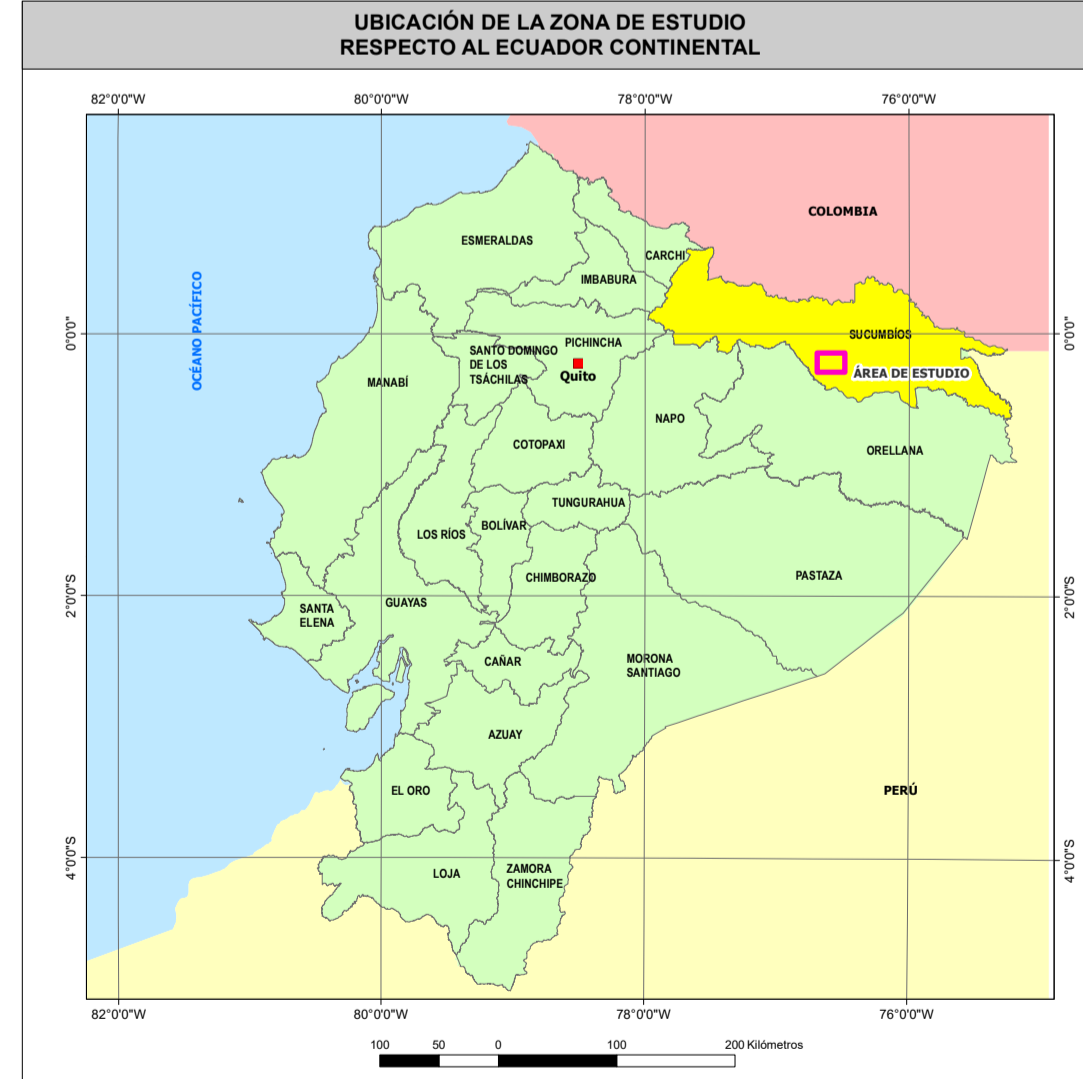 UBICACIÓN DE LA ZONA DE ESTUDIO
RESPECTO AL ECUADOR CONTINENTAL
82°0'0"W
80°0'0"W
78°0'0"W
76°0'0"W
COLOMBIA
ESMERALDAS
CARCHI
IMBABURA
OCÉANO PACÍFICO
0°0'0"
0°0'0"
SUCUMBÍOS
PICHINCHA
SANTO DOMINGO
DE LOS
TSÁCHILAS
Quito
ÁREA DE ESTUDIO
MANABÍ
NAPO
COTOPAXI
ORELLANA
TUNGURAHUA
BOLÍVAR
LOS RÍOS
CHIMBORAZO
PASTAZA
2°0'0"S
2°0'0"S
GUAYAS
SANTA
ELENA
CAÑAR
MORONA
SANTIAGO
AZUAY
EL ORO
PERÚ
4°0'0"S
4°0'0"S
LOJA
ZAMORA
CHINCHIPE
82°0'0"W
80°0'0"W
78°0'0"W
76°0'0"W
100
50
0
100
200 Kilómetros